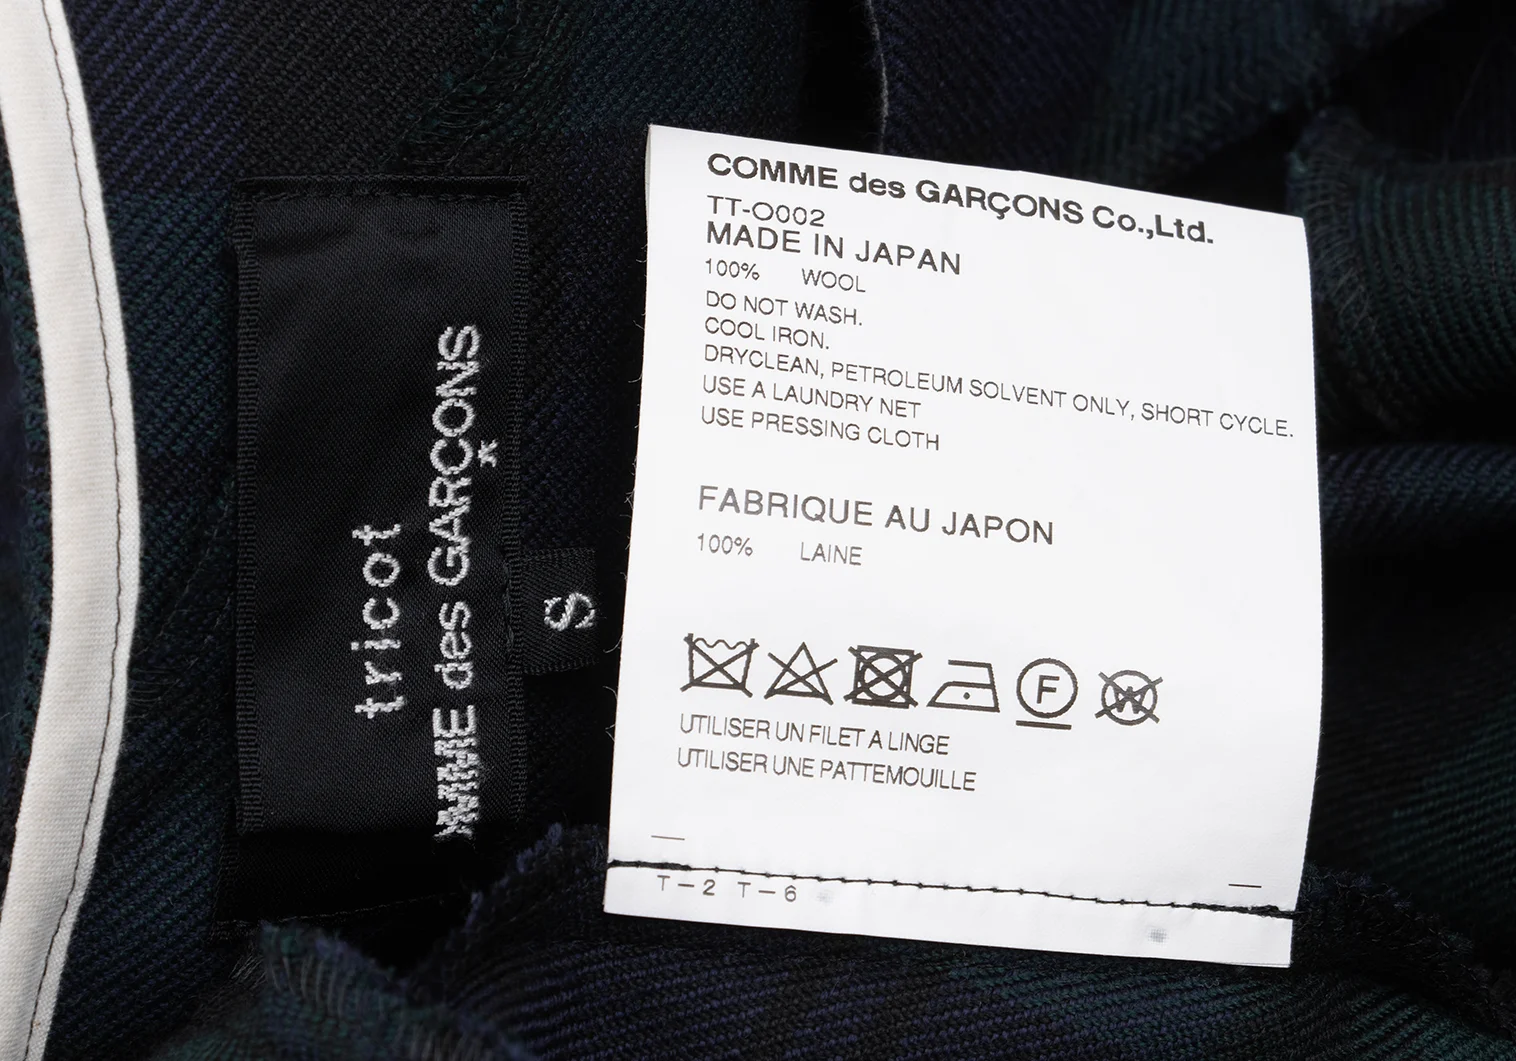 tricot
COMME des GARÇONS
S
COMME des GARÇONS Co.,Ltd.
TT-O002
MADE IN JAPAN
100% WOOL
DO NOT WASH.
COOL IRON.
DRYCLEAN, PETROLEUM SOLVENT ONLY, SHORT CYCLE.
USE A LAUNDRY NET
USE PRESSING CLOTH
FABRIQUE AU JAPON
100% LAINE
F W
UTILISER UN FILET A LINGE
UTILISER UNE PATTEMOUILLE
T-2 T-6